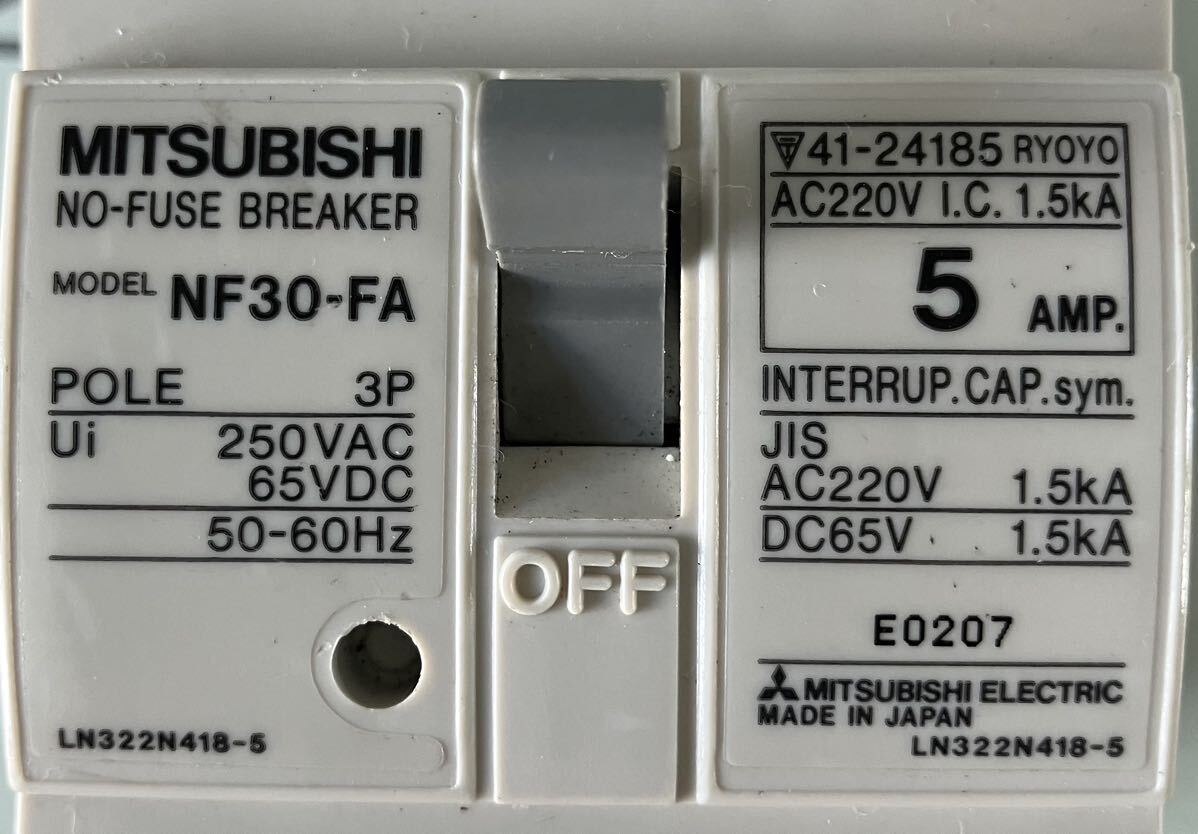 MITSUBISHI
NO-FUSE BREAKER
MODEL NF30-FA
POLE 3P
Ui 250VAC
65VDC
50-60Hz
LN322N418-5
OFF
41-24185 RYOYO
AC220V I.C. 1.5kA
5 AMP.
INTERRUP.CAP.sym.
JIS
AC220V 1.5kA
DC65V 1.5kA
E0207
MITSUBISHI ELECTRIC
MADE IN JAPAN
LN322N418-5